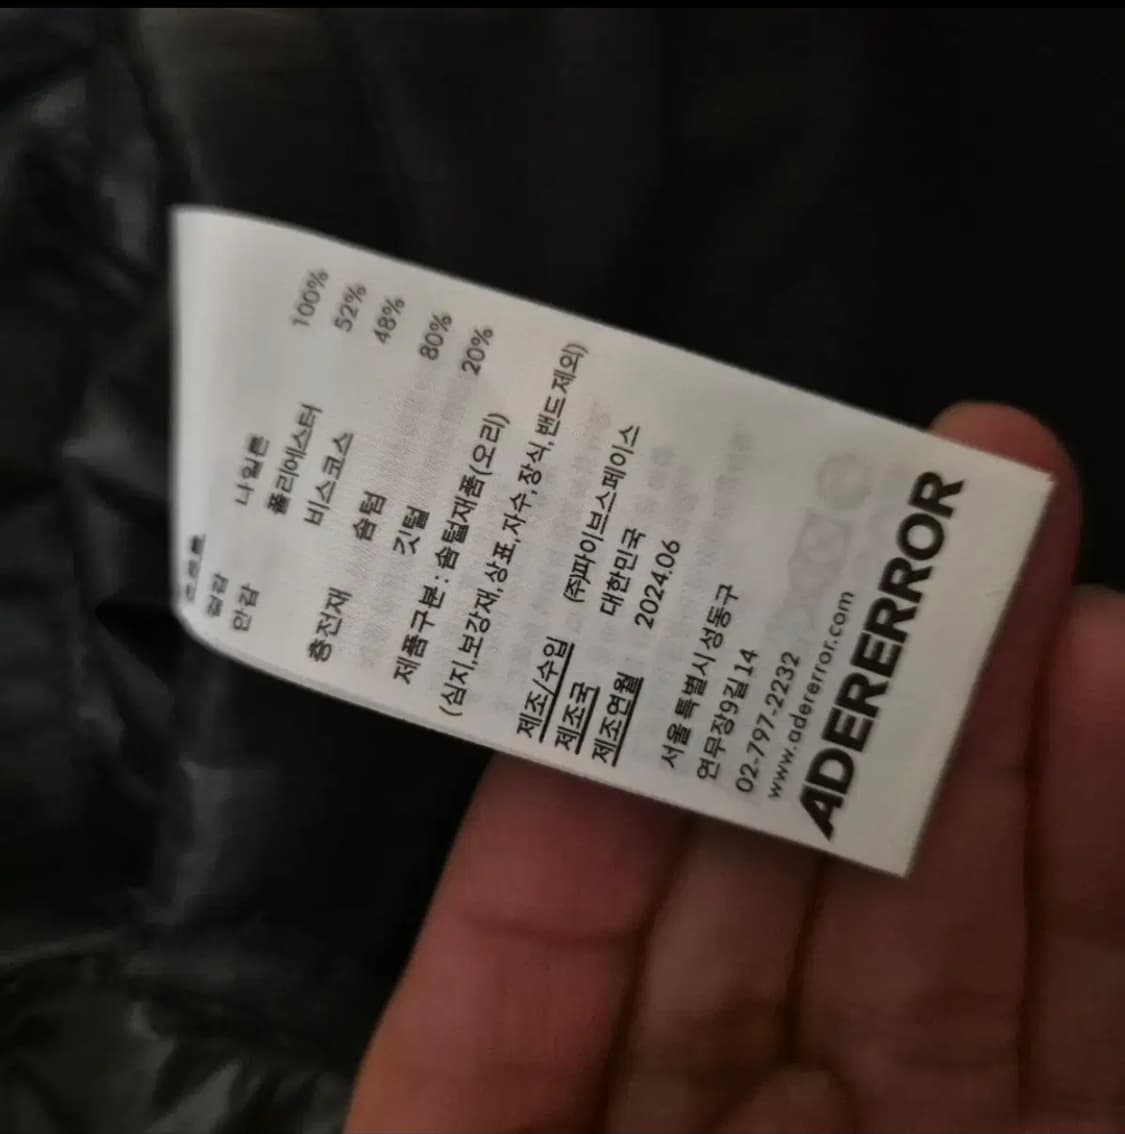 겉감 나일론 100%
안감 폴리에스터 52%
비스코스 48%
충전재 솜털 80%
깃털 20%
제품구분: 솜털재품(오리)
(심지,보강재,상표,자수,장식,밴드제외)
제조/수입 (주)파이브스페이스
제조국 대한민국
제조연월 2024.06
서울특별시 성동구
연무장9길 14
02-797-2232
www.adererror.com
ADERERROR